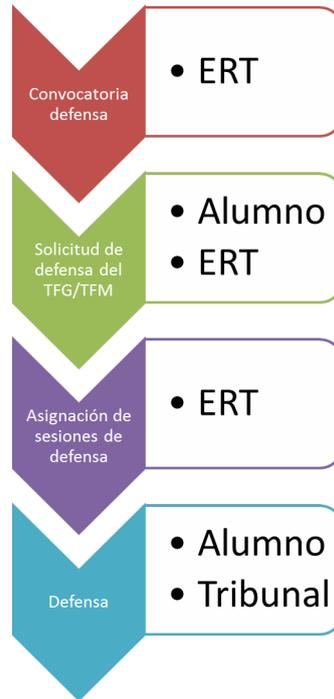 Convocatoria
defensa
• ERT
Solicitud de
defensa del
TFG/TFM
• Alumno
• ERT
Asignación de
sesiones de
defensa
• ERT
Defensa
• Alumno
• Tribunal